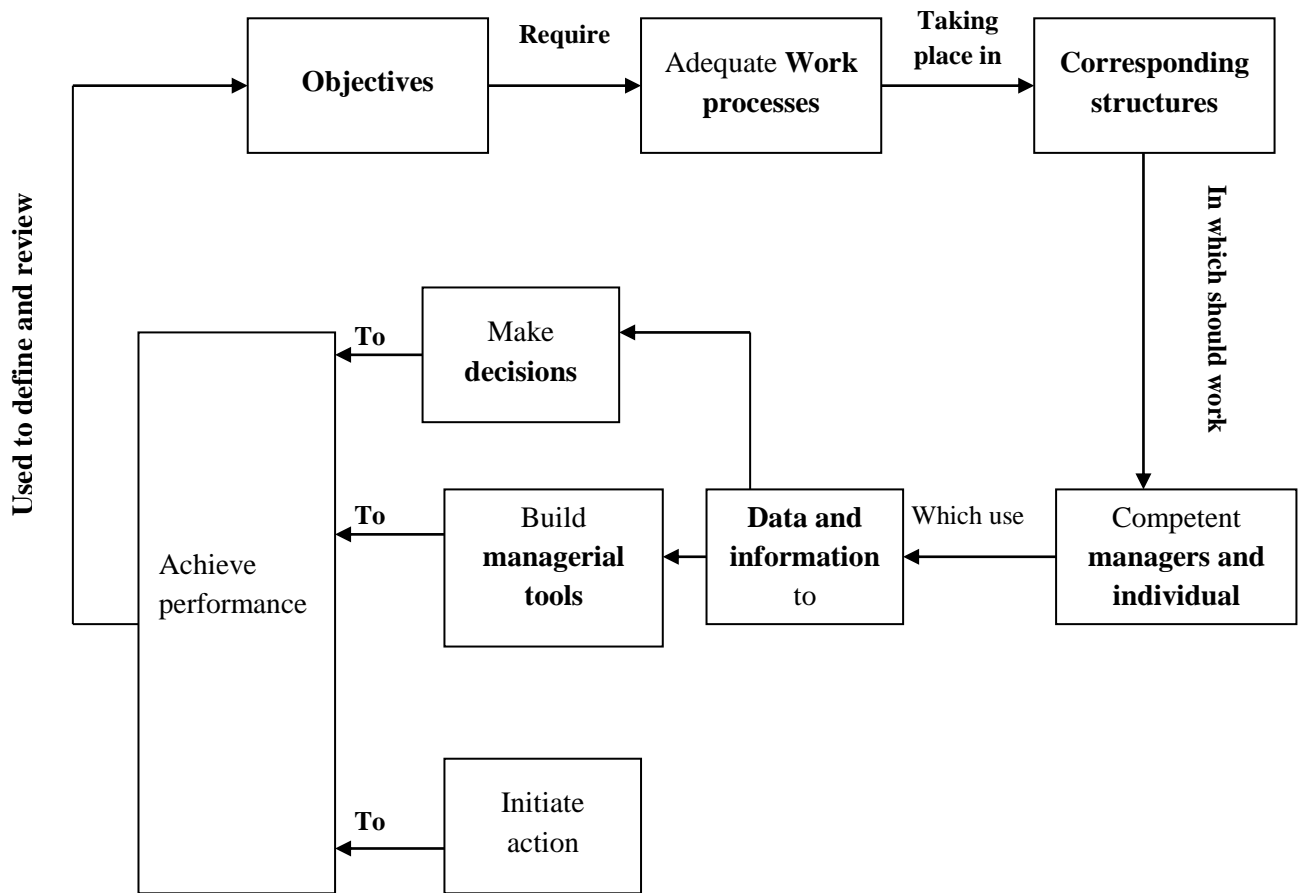 Objectives
Require
Adequate Work
processes
Taking
place in
Corresponding
structures
In which should work
Competent
managers and
individual
Which use
Data and
information
to
Make
decisions
To
Build
managerial
tools
To
Initiate
action
To
Achieve
performance
Used to define and review